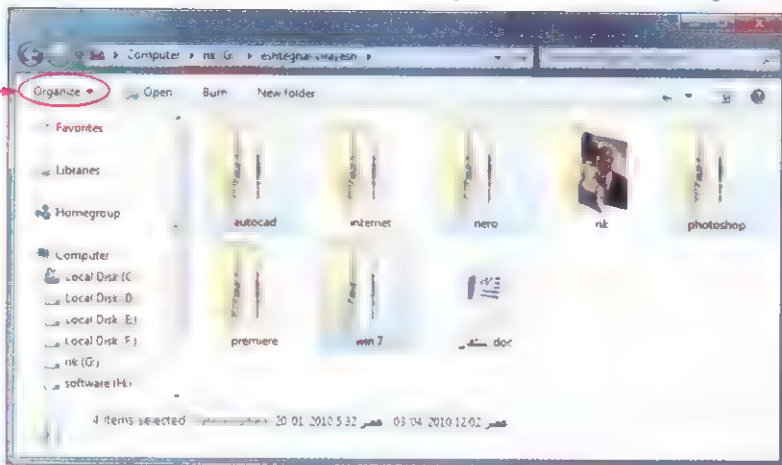 Computer ▸ nk (G:) ▸ eshteghal virayesh ▸
Organize ▾ Open Burn New folder
Favorites
Libraries
Homegroup
Computer
Local Disk (C
Local Disk D
Local Disk E)
Local Disk F)
nk (G:)
software (H:)
autocad internet nero nk photoshop
premiere win 7 doc
4 items selected 20 01 2010 5:32 عصر 03 04 2010 12:02 عصر